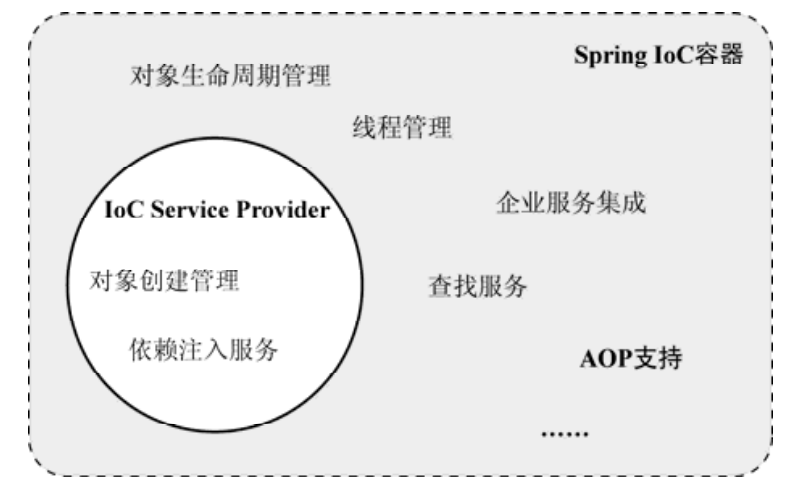 Spring IoC容器
对象生命周期管理
线程管理
IoC Service Provider
企业服务集成
对象创建管理
查找服务
依赖注入服务
AOP支持
……